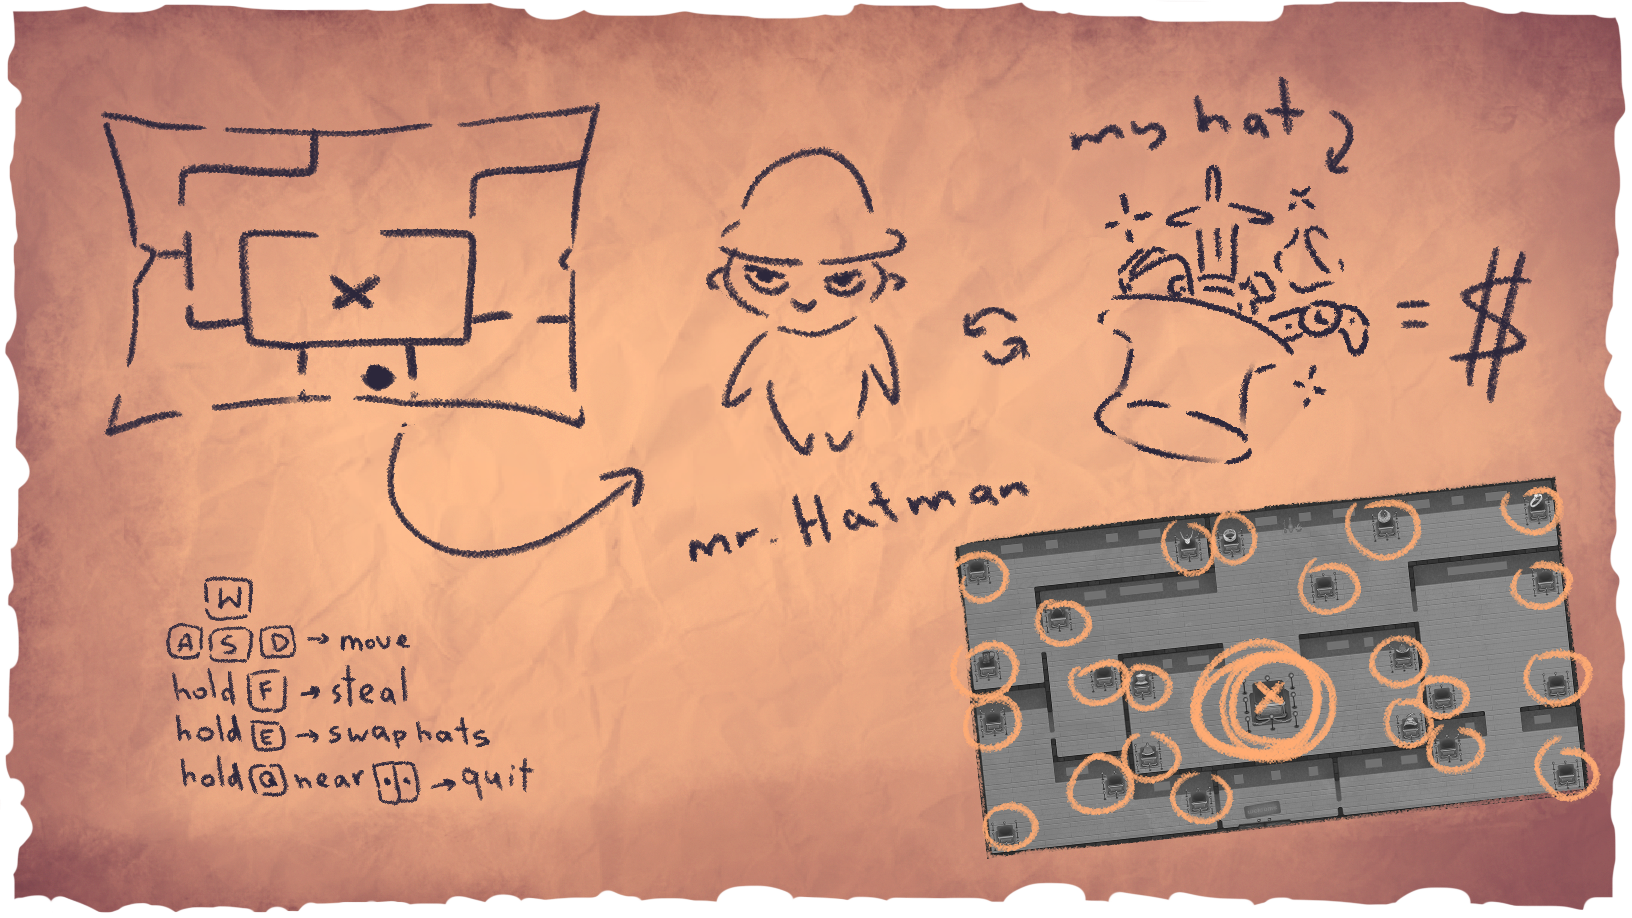 my hat
= $
mr. Hatman
W
A S D → move
hold F → steal
hold E → swap hats
hold Q near → quit